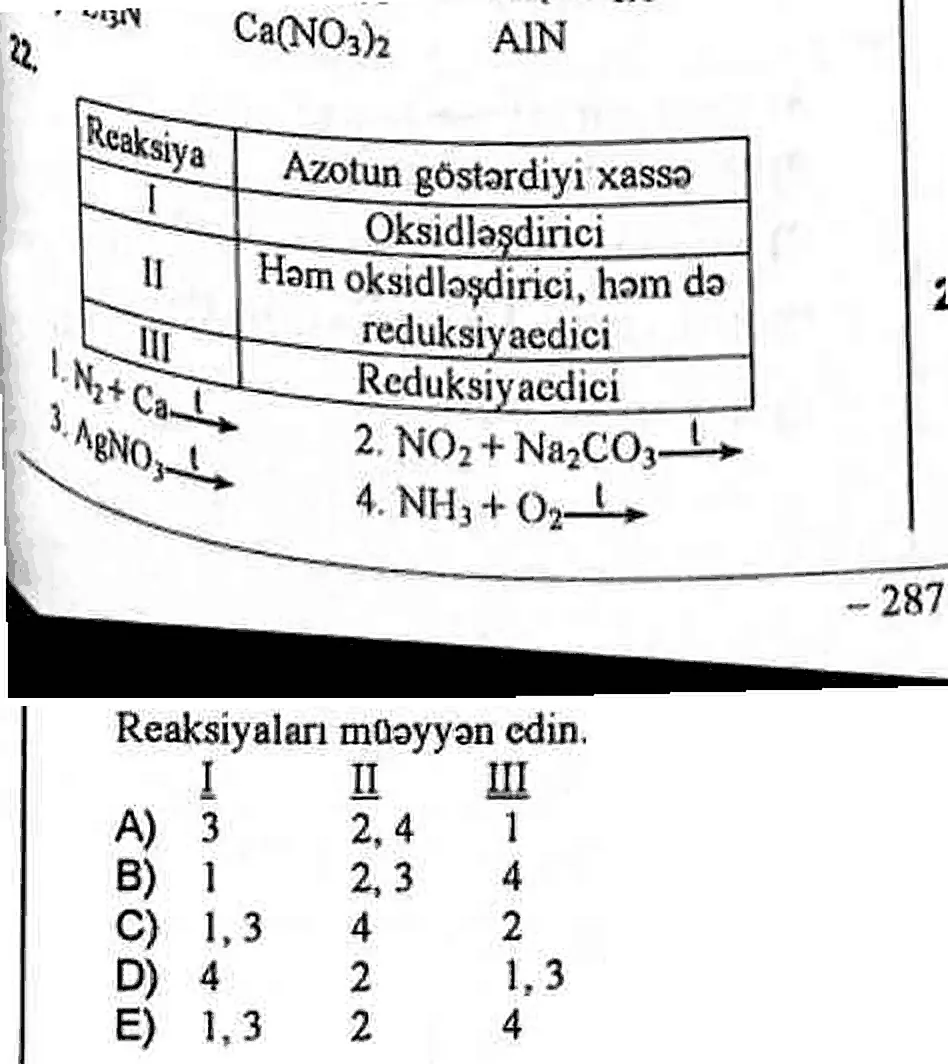 Ca(NO₃)₂ AlN
22.
Reaksiya Azotun göstərdiyi xassə
I Oksidləşdirici
II Həm oksidləşdirici, həm də
reduksiyaedici
III Reduksiyaedici
1. N₂ + Ca —t→ 2. NO₂ + Na₂CO₃ —t→
3. AgNO₃ —t→ 4. NH₃ + O₂ —t→
– 287
Reaksiyaları müəyyən edin.
I II III
A) 3 2, 4 1
B) 1 2, 3 4
C) 1, 3 4 2
D) 4 2 1, 3
E) 1, 3 2 4